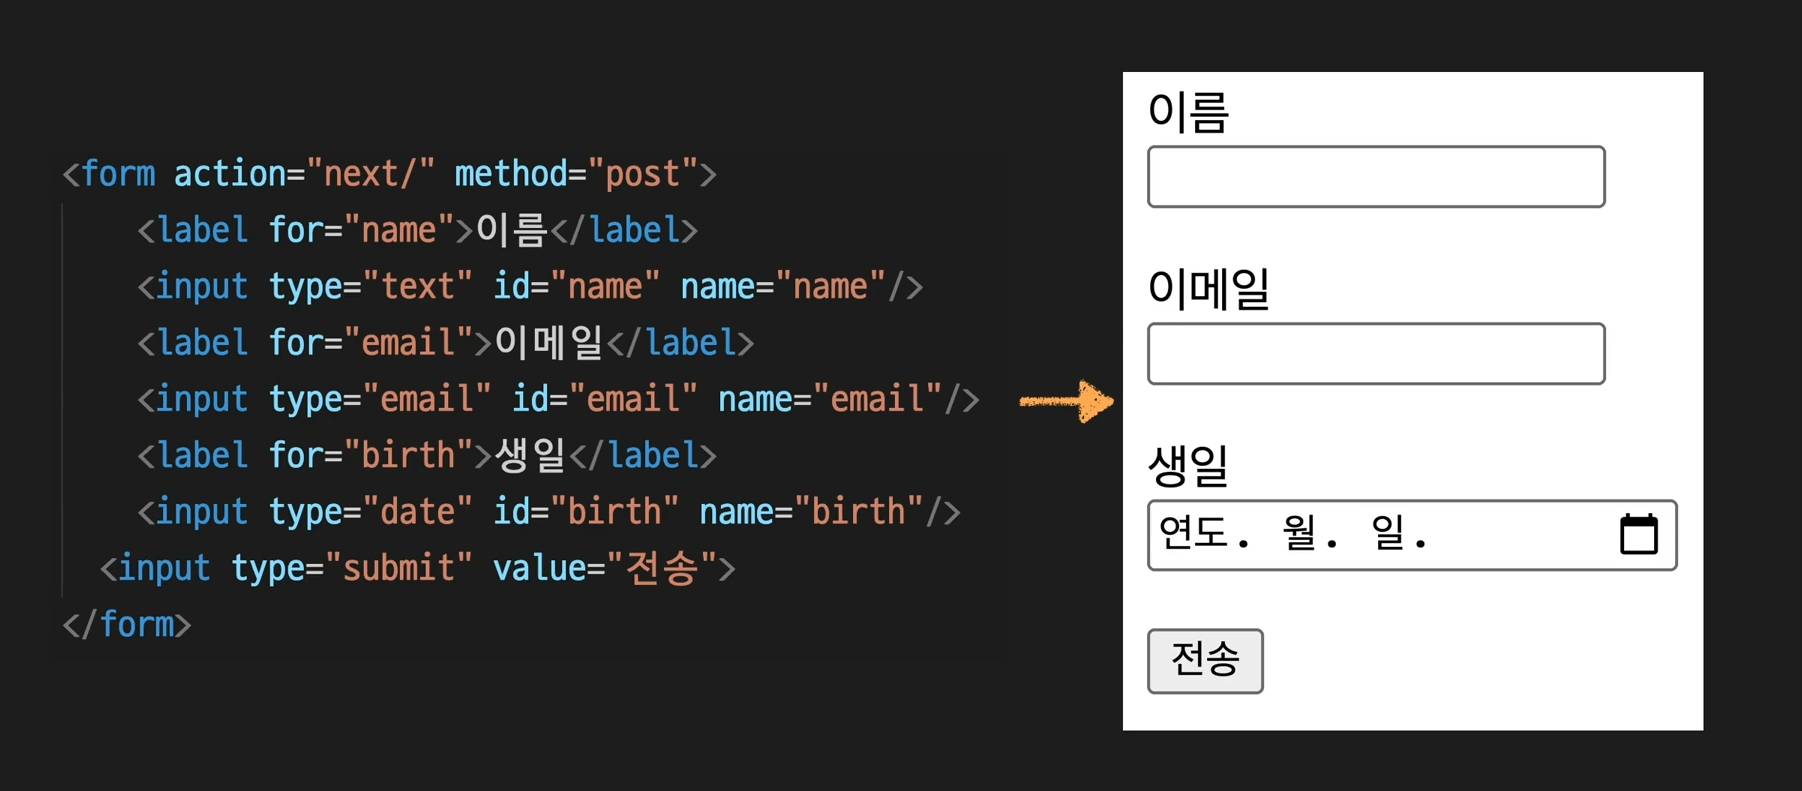 <form action="next/" method="post">
<label for="name">이름</label>
<input type="text" id="name" name="name"/>
<label for="email">이메일</label>
<input type="email" id="email" name="email"/>
<label for="birth">생일</label>
<input type="date" id="birth" name="birth"/>
<input type="submit" value="전송">
</form>
이름
이메일
생일
연도. 월. 일.
전송